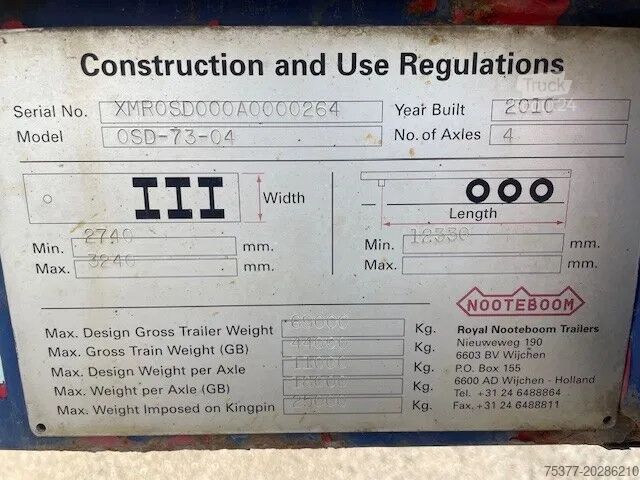 Construction and Use Regulations
Serial No. XMR0SD000A0000264 Year Built 2010
Model OSD-73-04 No. of Axles 4
Width
Length
Min. 2740 mm. Min. 12330 mm.
Max. 3240 mm. Max. mm.
NOOTEBOOM
Max. Design Gross Trailer Weight Kg.
Max. Gross Train Weight (GB) 44000 Kg.
Max. Design Weight per Axle Kg.
Max. Weight per Axle (GB) Kg.
Max. Weight Imposed on Kingpin Kg.
Royal Nooteboom Trailers
Nieuweweg 190
6603 BV Wijchen
P.O. Box 155
6600 AD Wijchen - Holland
Tel. +31 24 6488864
Fax. +31 24 6488811
Truck
75377-20286210